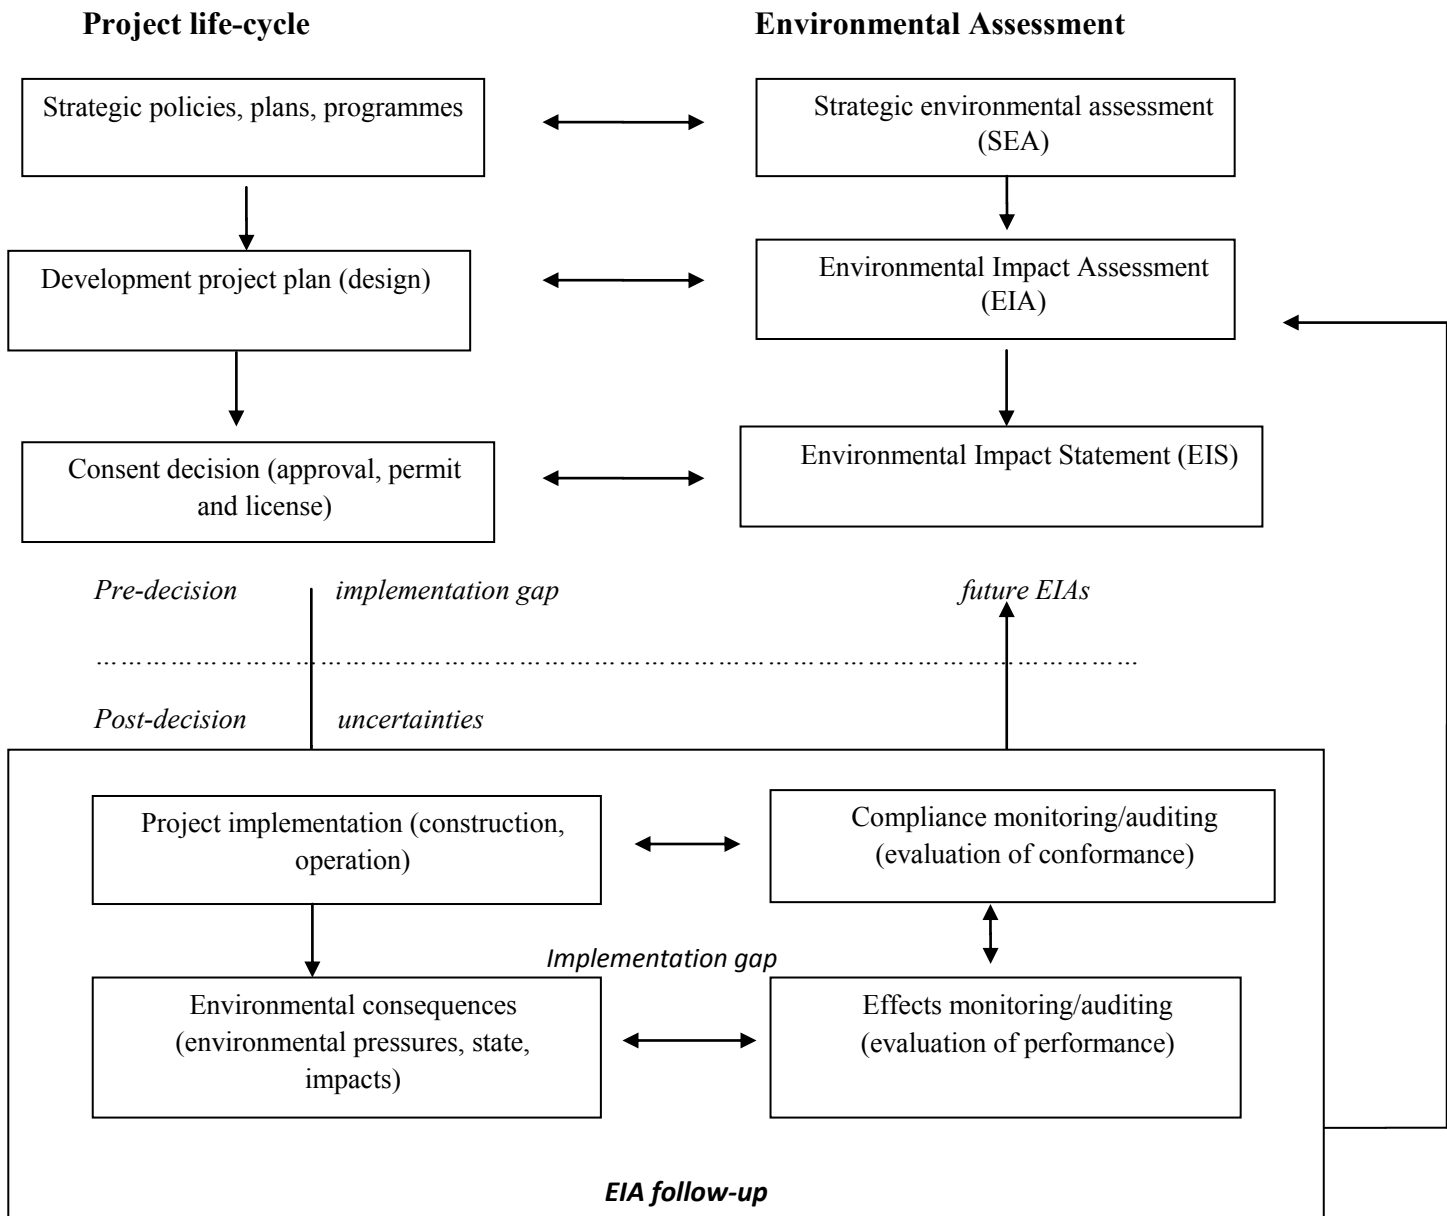 Project life-cycle
Environmental Assessment
Strategic policies, plans, programmes
Strategic environmental assessment
(SEA)
Development project plan (design)
Environmental Impact Assessment
(EIA)
Consent decision (approval, permit
and license)
Environmental Impact Statement (EIS)
Pre-decision
implementation gap
future EIAs
Post-decision
uncertainties
Project implementation (construction,
operation)
Compliance monitoring/auditing
(evaluation of conformance)
Implementation gap
Environmental consequences
(environmental pressures, state,
impacts)
Effects monitoring/auditing
(evaluation of performance)
EIA follow-up